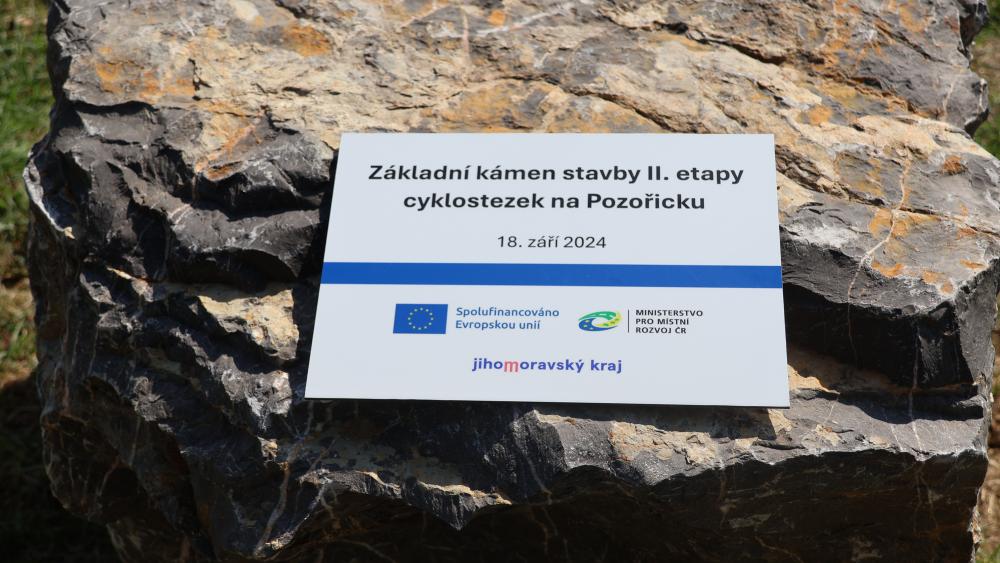 Základní kámen stavby II. etapy
cyklostezek na Pozořicku
18. září 2024
Spolufinancováno
Evropskou unií
MINISTERSTVO
PRO MÍSTNÍ
ROZVOJ ČR
jihomoravský kraj